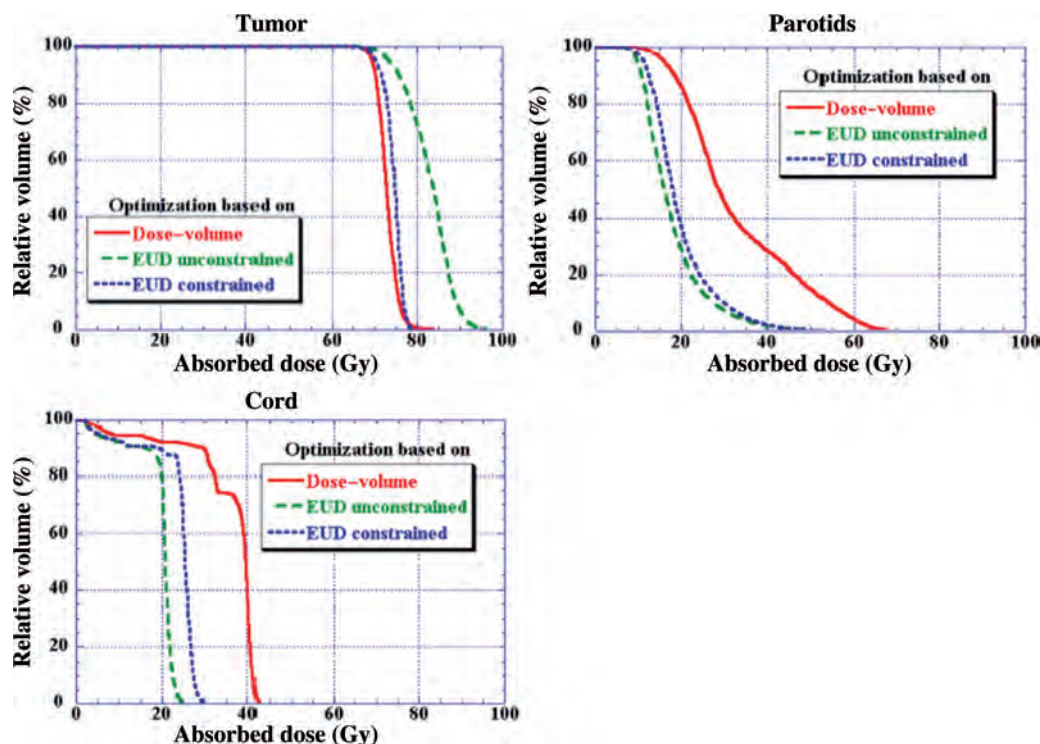 Tumor
Relative volume (%)
100
80
60
40
20
0
Optimization based on
Dose-volume
EUD unconstrained
EUD constrained
0 20 40 60 80 100
Absorbed dose (Gy)
Parotids
Relative volume (%)
100
80
60
40
20
0
Optimization based on
Dose-volume
EUD unconstrained
EUD constrained
0 20 40 60 80 100
Absorbed dose (Gy)
Cord
Relative volume (%)
100
80
60
40
20
0
Optimization based on
Dose-volume
EUD unconstrained
EUD constrained
0 20 40 60 80 100
Absorbed dose (Gy)